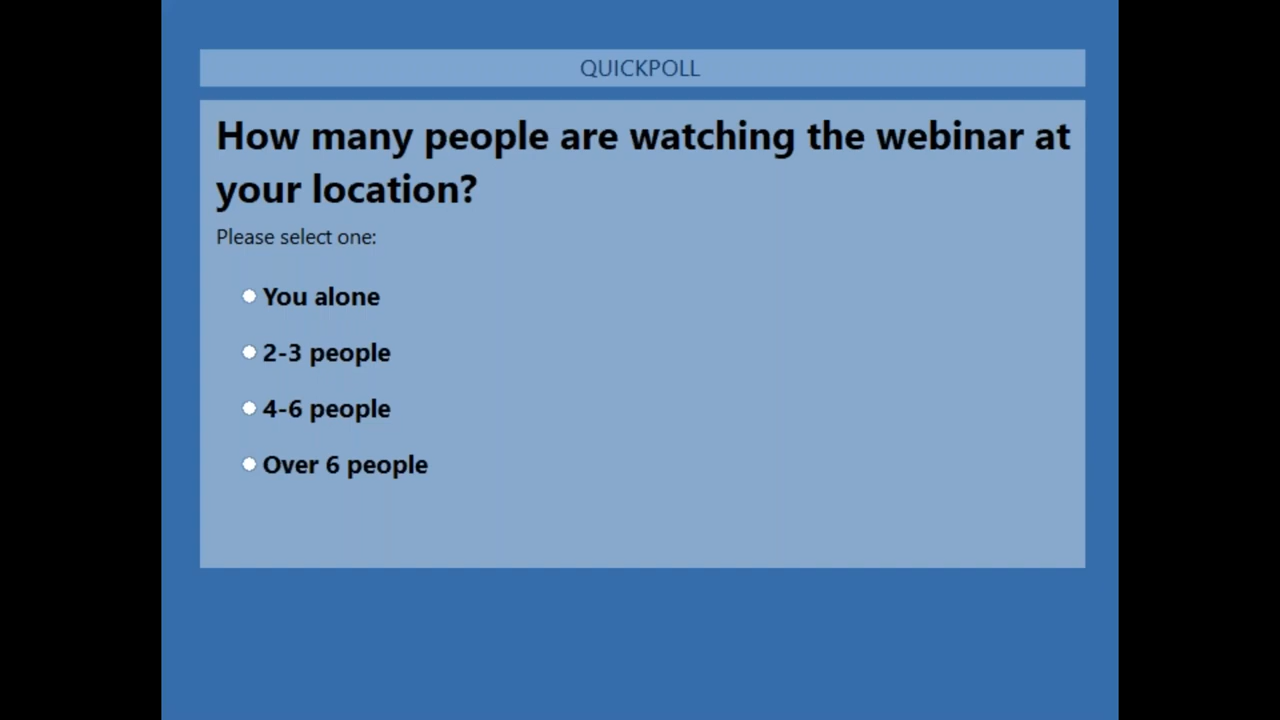 QUICKPOLL
How many people are watching the webinar at
your location?
Please select one:
You alone
2-3 people
4-6 people
Over 6 people